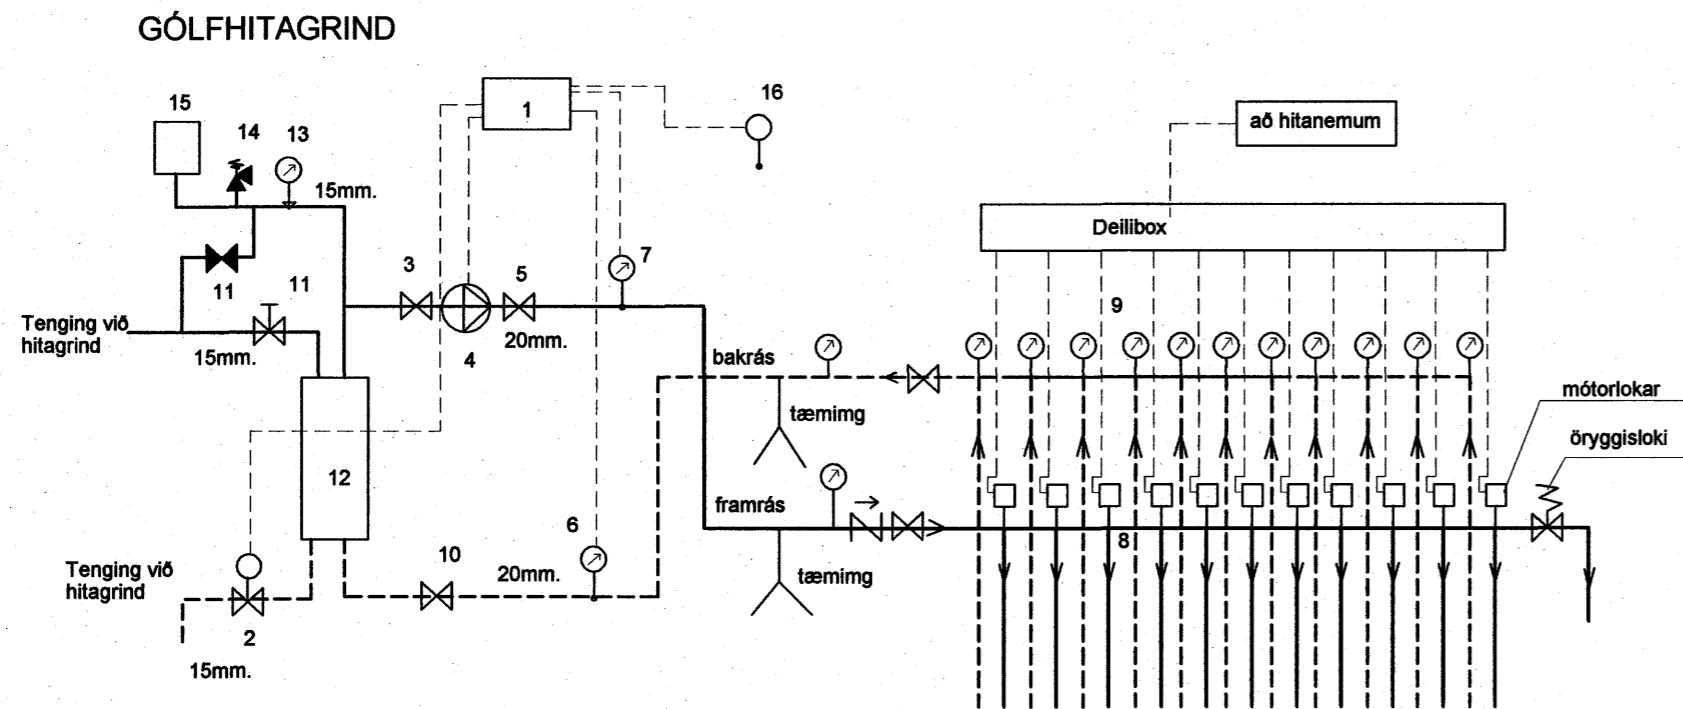 GÓLFHITAGRIND
15
14
13
15mm.
1
16
að hitanemum
Deilibox
11
11
3
5
7
4
20mm.
9
Tenging við
hitagrind
15mm.
bakrás
tæmimg
mótorlokar
öryggisloki
12
framrás
8
6
10
20mm.
tæmimg
Tenging við
hitagrind
2
15mm.